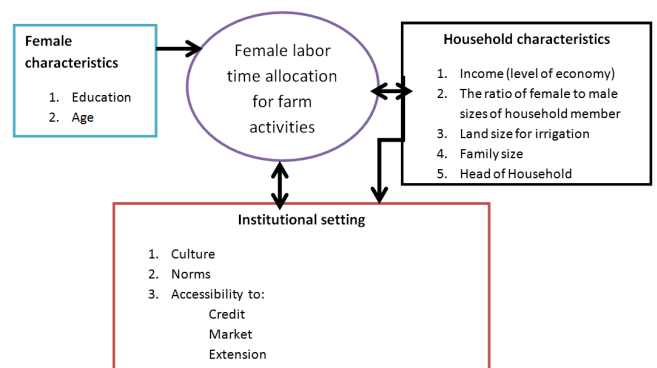 Female
characteristics
1. Education
2. Age
Female labor
time allocation
for farm
activities
Household characteristics
1. Income (level of economy)
2. The ratio of female to male
sizes of household member
3. Land size for irrigation
4. Family size
5. Head of Household
Institutional setting
1. Culture
2. Norms
3. Accessibility to:
Credit
Market
Extension